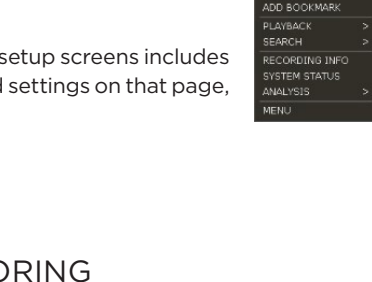 setup screens includes
d settings on that page,
ADD BOOKMARK
PLAYBACK >
SEARCH >
RECORDING INFO
SYSTEM STATUS
ANALYSIS >
MENU
ORING